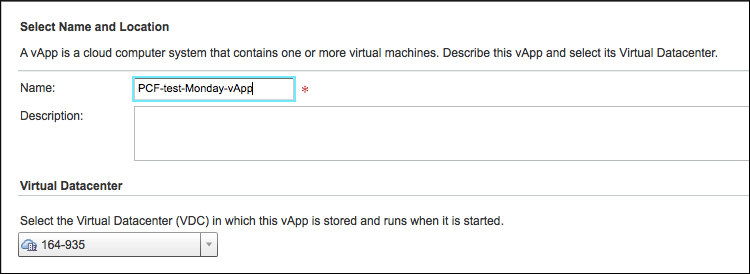 Select Name and Location
A vApp is a cloud computer system that contains one or more virtual machines. Describe this vApp and select its Virtual Datacenter.
Name: PCF-test-Monday-vApp *
Description:
Virtual Datacenter
Select the Virtual Datacenter (VDC) in which this vApp is stored and runs when it is started.
164-935